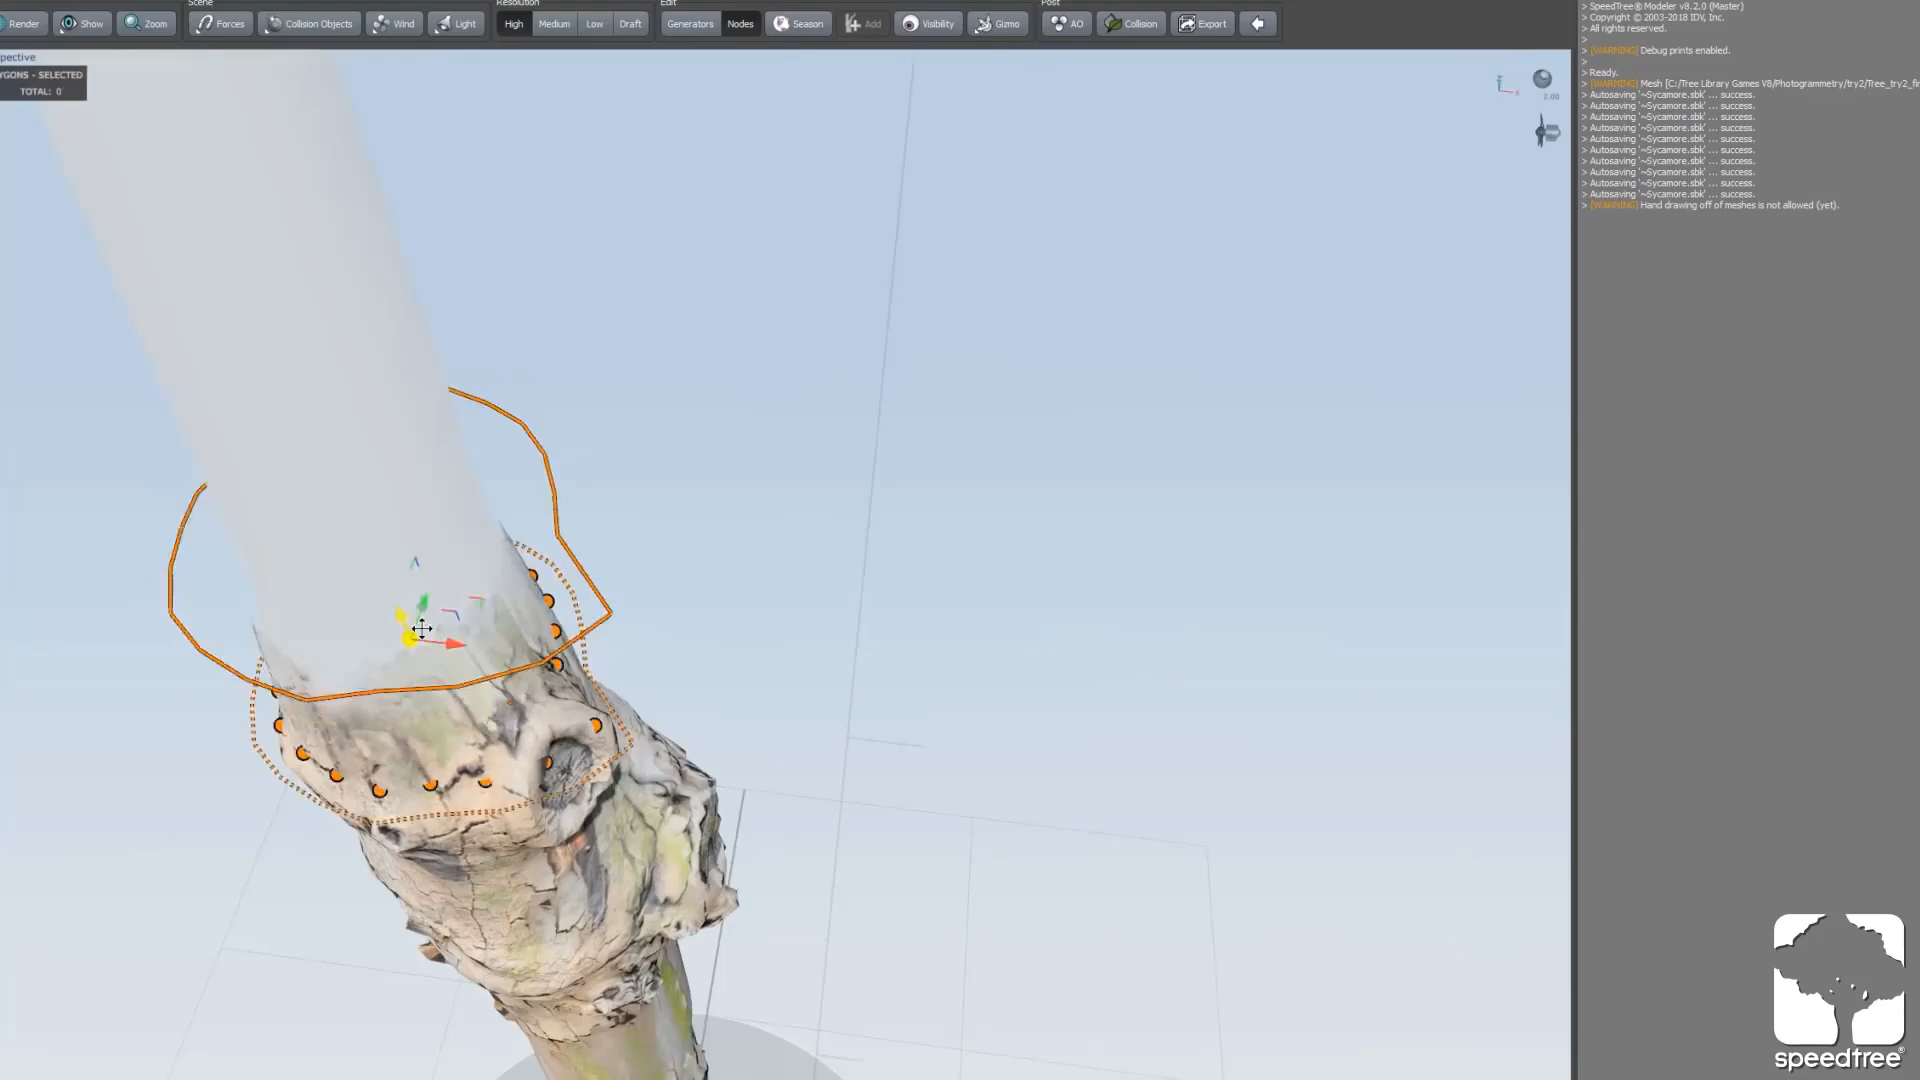 Scene
Resolution
Edit
Post
Render
Show
Zoom
Forces
Collision Objects
Wind
Light
High
Medium
Low
Draft
Generators
Nodes
Season
Add
Visibility
Gizmo
AO
Collision
Export
spective
YGONS - SELECTED
TOTAL: 0
z
x
2.00
> SpeedTree® Modeler v8.2.0 (Master)
> Copyright © 2003-2018 IDV, Inc.
> All rights reserved.
>
> [WARNING] Debug prints enabled.
>
> Ready.
> [WARNING] Mesh [C:/Tree Library Games V8/Photogrammetry/try2/Tree_try2_fi
> Autosaving '~Sycamore.sbk' ... success.
> Autosaving '~Sycamore.sbk' ... success.
> Autosaving '~Sycamore.sbk' ... success.
> Autosaving '~Sycamore.sbk' ... success.
> Autosaving '~Sycamore.sbk' ... success.
> Autosaving '~Sycamore.sbk' ... success.
> Autosaving '~Sycamore.sbk' ... success.
> Autosaving '~Sycamore.sbk' ... success.
> Autosaving '~Sycamore.sbk' ... success.
> Autosaving '~Sycamore.sbk' ... success.
> [WARNING] Hand drawing off of meshes is not allowed (yet).
speedtree®